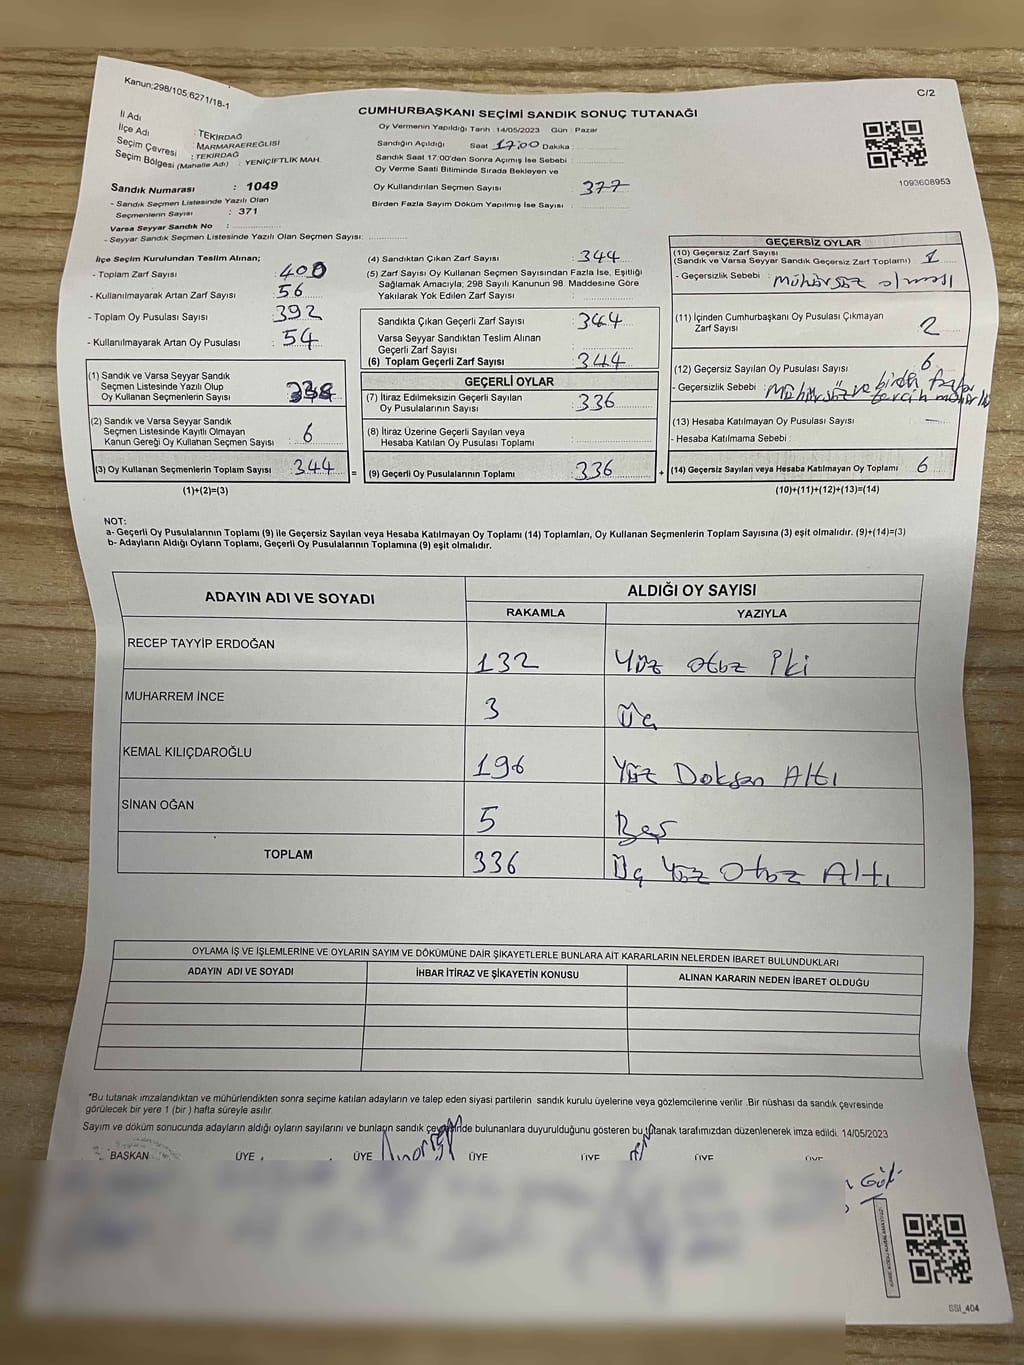 Kanun:298/105,6271/18-1
C/2
CUMHURBAŞKANI SEÇİMİ SANDIK SONUÇ TUTANAĞI
İl Adı : TEKİRDAĞ
İlçe Adı : MARMARAEREĞLİSİ
Seçim Çevresi : TEKİRDAĞ
Seçim Bölgesi (Mahalle Adı) : YENİÇİFTLİK MAH.
Sandık Numarası : 1049
- Sandık Seçmen Listesinde Yazılı Olan
Seçmenlerin Sayısı : 371
Varsa Seyyar Sandık No :
- Seyyar Sandık Seçmen Listesinde Yazılı Olan Seçmen Sayısı:
Oy Vermenin Yapıldığı Tarih :14/05/2023 Gün : Pazar
Sandığın Açıldığı Saat 17:00 Dakika :
Sandık Saat 17:00'den Sonra Açımış İse Sebebi :
Oy Verme Saati Bitiminde Sırada Bekleyen ve
Oy Kullandırılan Seçmen Sayısı : 377
Birden Fazla Sayım Döküm Yapılmış İse Sayısı :
1093608953
İlçe Seçim Kurulundan Teslim Alınan;
- Toplam Zarf Sayısı : 400
- Kullanılmayarak Artan Zarf Sayısı : 56
- Toplam Oy Pusulası Sayısı : 392
- Kullanılmayarak Artan Oy Pusulası : 54
(1) Sandık ve Varsa Seyyar Sandık
Seçmen Listesinde Yazılı Olup
Oy Kullanan Seçmenlerin Sayısı : 338
(2) Sandık ve Varsa Seyyar Sandık
Seçmen Listesinde Kayıtlı Olmayan
Kanun Gereği Oy Kullanan Seçmen Sayısı : 6
(3) Oy Kullanan Seçmenlerin Toplam Sayısı : 344
(1)+(2)=(3)
(4) Sandıktan Çıkan Zarf Sayısı : 344
(5) Zarf Sayısı Oy Kullanan Seçmen Sayısından Fazla İse, Eşitliği
Sağlamak Amacıyla; 298 Sayılı Kanunun 98. Maddesine Göre
Yakılarak Yok Edilen Zarf Sayısı :
Sandıkta Çıkan Geçerli Zarf Sayısı : 344
Varsa Seyyar Sandıktan Teslim Alınan
Geçerli Zarf Sayısı :
(6) Toplam Geçerli Zarf Sayısı : 344
GEÇERLİ OYLAR
(7) İtiraz Edilmeksizin Geçerli Sayılan
Oy Pusulalarının Sayısı : 336
(8) İtiraz Üzerine Geçerli Sayılan veya
Hesaba Katılan Oy Pusulası Toplamı :
= (9) Geçerli Oy Pusulalarının Toplamı : 336
GEÇERSİZ OYLAR
(10) Geçersiz Zarf Sayısı
(Sandık ve Varsa Seyyar Sandık Geçersiz Zarf Toplamı) : 1
- Geçersizlik Sebebi : mühürsüz olması
(11) İçinden Cumhurbaşkanı Oy Pusulası Çıkmayan
Zarf Sayısı : 2
(12) Geçersiz Sayılan Oy Pusulası Sayısı : 6
- Geçersizlik Sebebi : mühürsüz ve birden fazla
tercih
(13) Hesaba Katılmayan Oy Pusulası Sayısı : —
- Hesaba Katılmama Sebebi :
+ (14) Geçersiz Sayılan veya Hesaba Katılmayan Oy Toplamı : 6
(10)+(11)+(12)+(13)=(14)
NOT:
a- Geçerli Oy Pusulalarının Toplamı (9) ile Geçersiz Sayılan veya Hesaba Katılmayan Oy Toplamı (14) Toplamları, Oy Kullanan Seçmenlerin Toplam Sayısına (3) eşit olmalıdır. (9)+(14)=(3)
b- Adayların Aldığı Oyların Toplamı, Geçerli Oy Pusulalarının Toplamına (9) eşit olmalıdır.
ADAYIN ADI VE SOYADI
ALDIĞI OY SAYISI
RAKAMLA YAZIYLA
RECEP TAYYİP ERDOĞAN 132 Yüz otuz iki
MUHARREM İNCE 3 Üç
KEMAL KILIÇDAROĞLU 196 Yüz Doksan Altı
SİNAN OĞAN 5 Beş
TOPLAM 336 Üç Yüz Otuz Altı
OYLAMA İŞ VE İŞLEMLERİNE VE OYLARIN SAYIM VE DÖKÜMÜNE DAİR ŞİKAYETLERLE BUNLARA AİT KARARLARIN NELERDEN İBARET BULUNDUKLARI
ADAYIN ADI VE SOYADI İHBAR İTİRAZ VE ŞİKAYETİN KONUSU ALINAN KARARIN NEDEN İBARET OLDUĞU
*Bu tutanak imzalandıktan ve mühürlendikten sonra seçime katılan adayların ve talep eden siyasi partilerin sandık kurulu üyelerine veya gözlemcilerine verilir .Bir nüshası da sandık çevresinde
görülecek bir yere 1 (bir ) hafta süreyle asılır.
Sayım ve döküm sonucunda adayların aldığı oyların sayılarını ve bunların sandık çevresinde bulunanlara duyurulduğunu gösteren bu tutanak tarafımızdan düzenlenerek imza edildi. 14/05/2023
BAŞKAN ÜYE ÜYE ÜYE ÜYE ÜYE ÜYE
SSI_404